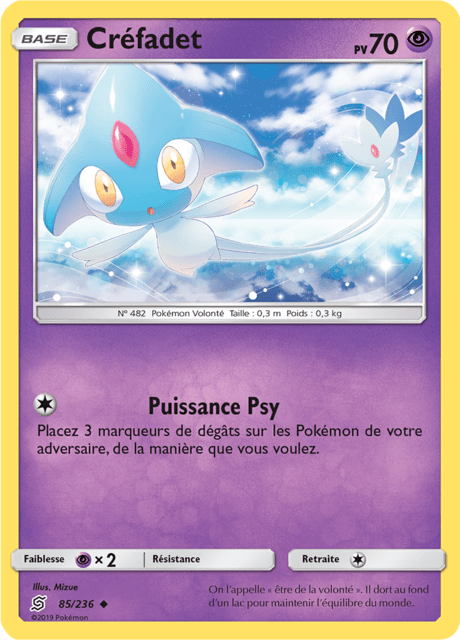 BASE Créfadet PV70
N° 482 Pokémon Volonté Taille : 0,3 m Poids : 0,3 kg
Puissance Psy
Placez 3 marqueurs de dégâts sur les Pokémon de votre
adversaire, de la manière que vous voulez.
Faiblesse ×2 Résistance Retraite
Illus. Mizue
85/236
©2019 Pokémon
On l'appelle « être de la volonté ». Il dort au fond
d'un lac pour maintenir l'équilibre du monde.